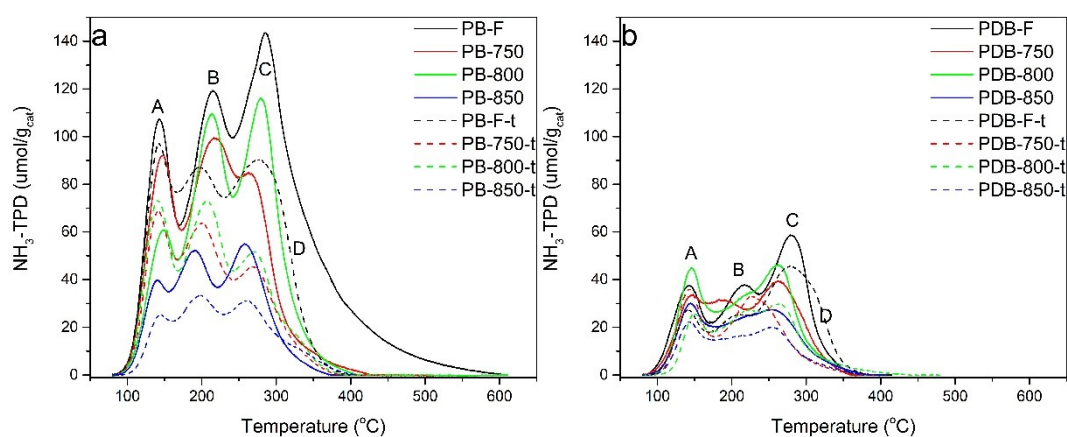 a
A
B
C
D
PB-F
PB-750
PB-800
PB-850
PB-F-t
PB-750-t
PB-800-t
PB-850-t
NH3-TPD (umol/gcat)
140
120
100
80
60
40
20
0
100 200 300 400 500 600
Temperature (oC)
b
A
B
C
D
PDB-F
PDB-750
PDB-800
PDB-850
PDB-F-t
PDB-750-t
PDB-800-t
PDB-850-t
NH3-TPD (umol/gcat)
140
120
100
80
60
40
20
0
100 200 300 400 500 600
Temperature (oC)